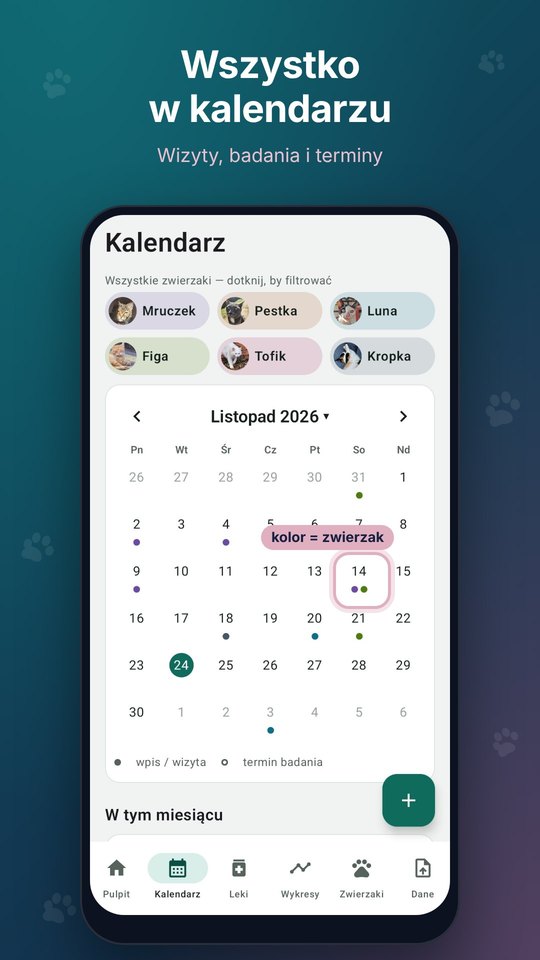 Wszystko
w kalendarzu
Wizyty, badania i terminy
Kalendarz
Wszystkie zwierzaki — dotknij, by filtrować
Mruczek Pestka Luna
Figa Tofik Kropka
Listopad 2026
Pn Wt Śr Cz Pt So Nd
26 27 28 29 30 31 1
2 3 4 5 6 7 8
kolor = zwierzak
9 10 11 12 13 14 15
16 17 18 19 20 21 22
23 24 25 26 27 28 29
30 1 2 3 4 5 6
wpis / wizyta termin badania
+
W tym miesiącu
Pulpit Kalendarz Leki Wykresy Zwierzaki Dane